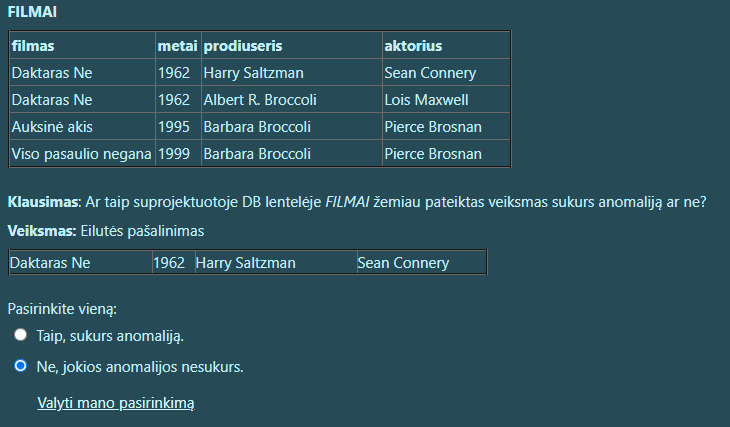 FILMAI
filmas metai prodiuseris aktorius
Daktaras Ne 1962 Harry Saltzman Sean Connery
Daktaras Ne 1962 Albert R. Broccoli Lois Maxwell
Auksinė akis 1995 Barbara Broccoli Pierce Brosnan
Viso pasaulio negana 1999 Barbara Broccoli Pierce Brosnan
Klausimas: Ar taip suprojektuotoje DB lentelėje FILMAI žemiau pateiktas veiksmas sukurs anomaliją ar ne?
Veiksmas: Eilutės pašalinimas
Daktaras Ne 1962 Harry Saltzman Sean Connery
Pasirinkite vieną:
Taip, sukurs anomaliją.
Ne, jokios anomalijos nesukurs.
Valyti mano pasirinkimą